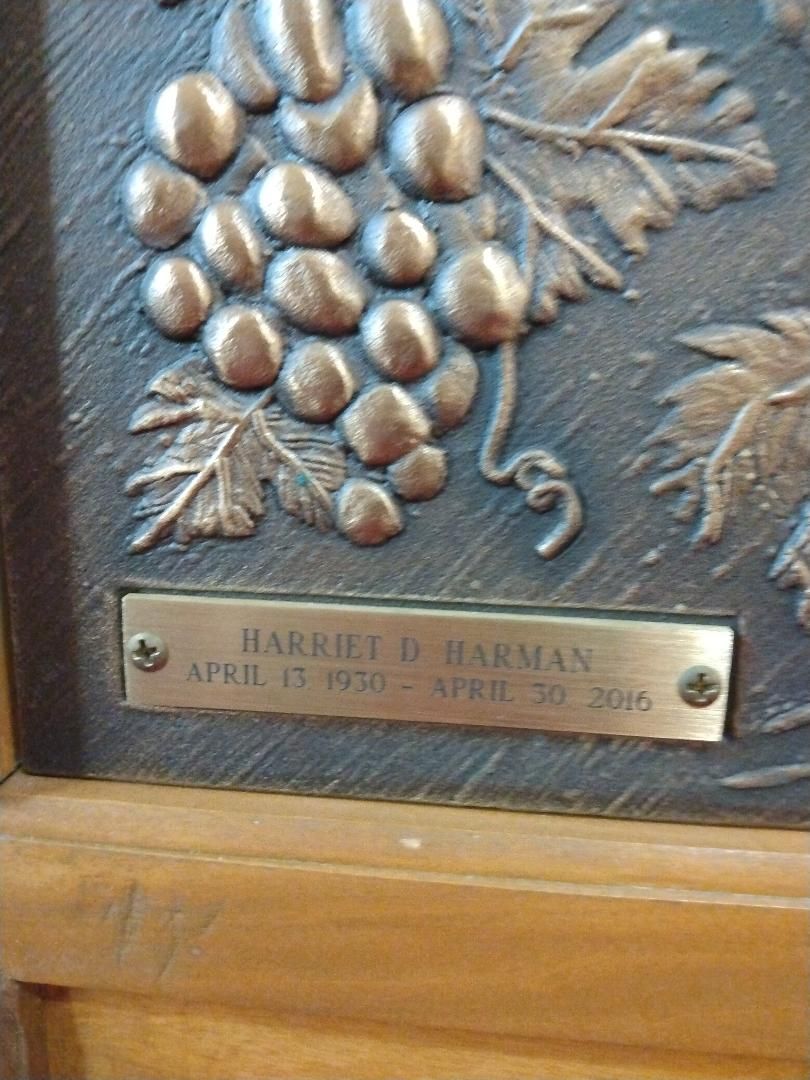 HARRIET D HARMAN
APRIL 13, 1930 - APRIL 30, 2016